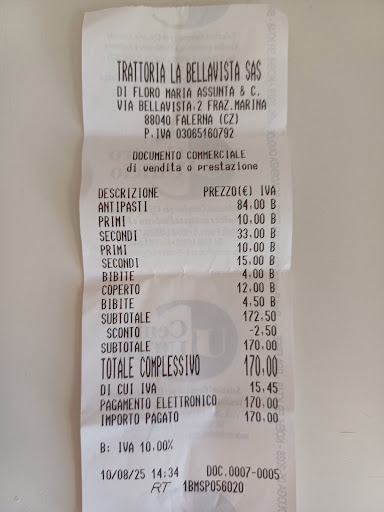 TRATTORIA LA BELLAVISTA SAS
DI FLORO MARIA ASSUNTA & C.
VIA BELLAVISTA,2 FRAZ.MARINA
88040 FALERNA (CZ)
P.IVA 03065160792
DOCUMENTO COMMERCIALE
di vendita o prestazione
DESCRIZIONE PREZZO(€) IVA
ANTIPASTI 84,00 B
PRIMI 10,00 B
SECONDI 33,00 B
PRIMI 10,00 B
SECONDI 15,00 B
BIBITE 4,00 B
COPERTO 12,00 B
BIBITE 4,50 B
SUBTOTALE 172,50
SCONTO -2,50
SUBTOTALE 170,00
TOTALE COMPLESSIVO 170,00
DI CUI IVA 15,45
PAGAMENTO ELETTRONICO 170,00
IMPORTO PAGATO 170,00
B: IVA 10,00%
10/08/25 14:34 DOC.0007-0005
RT 1BMSP056020